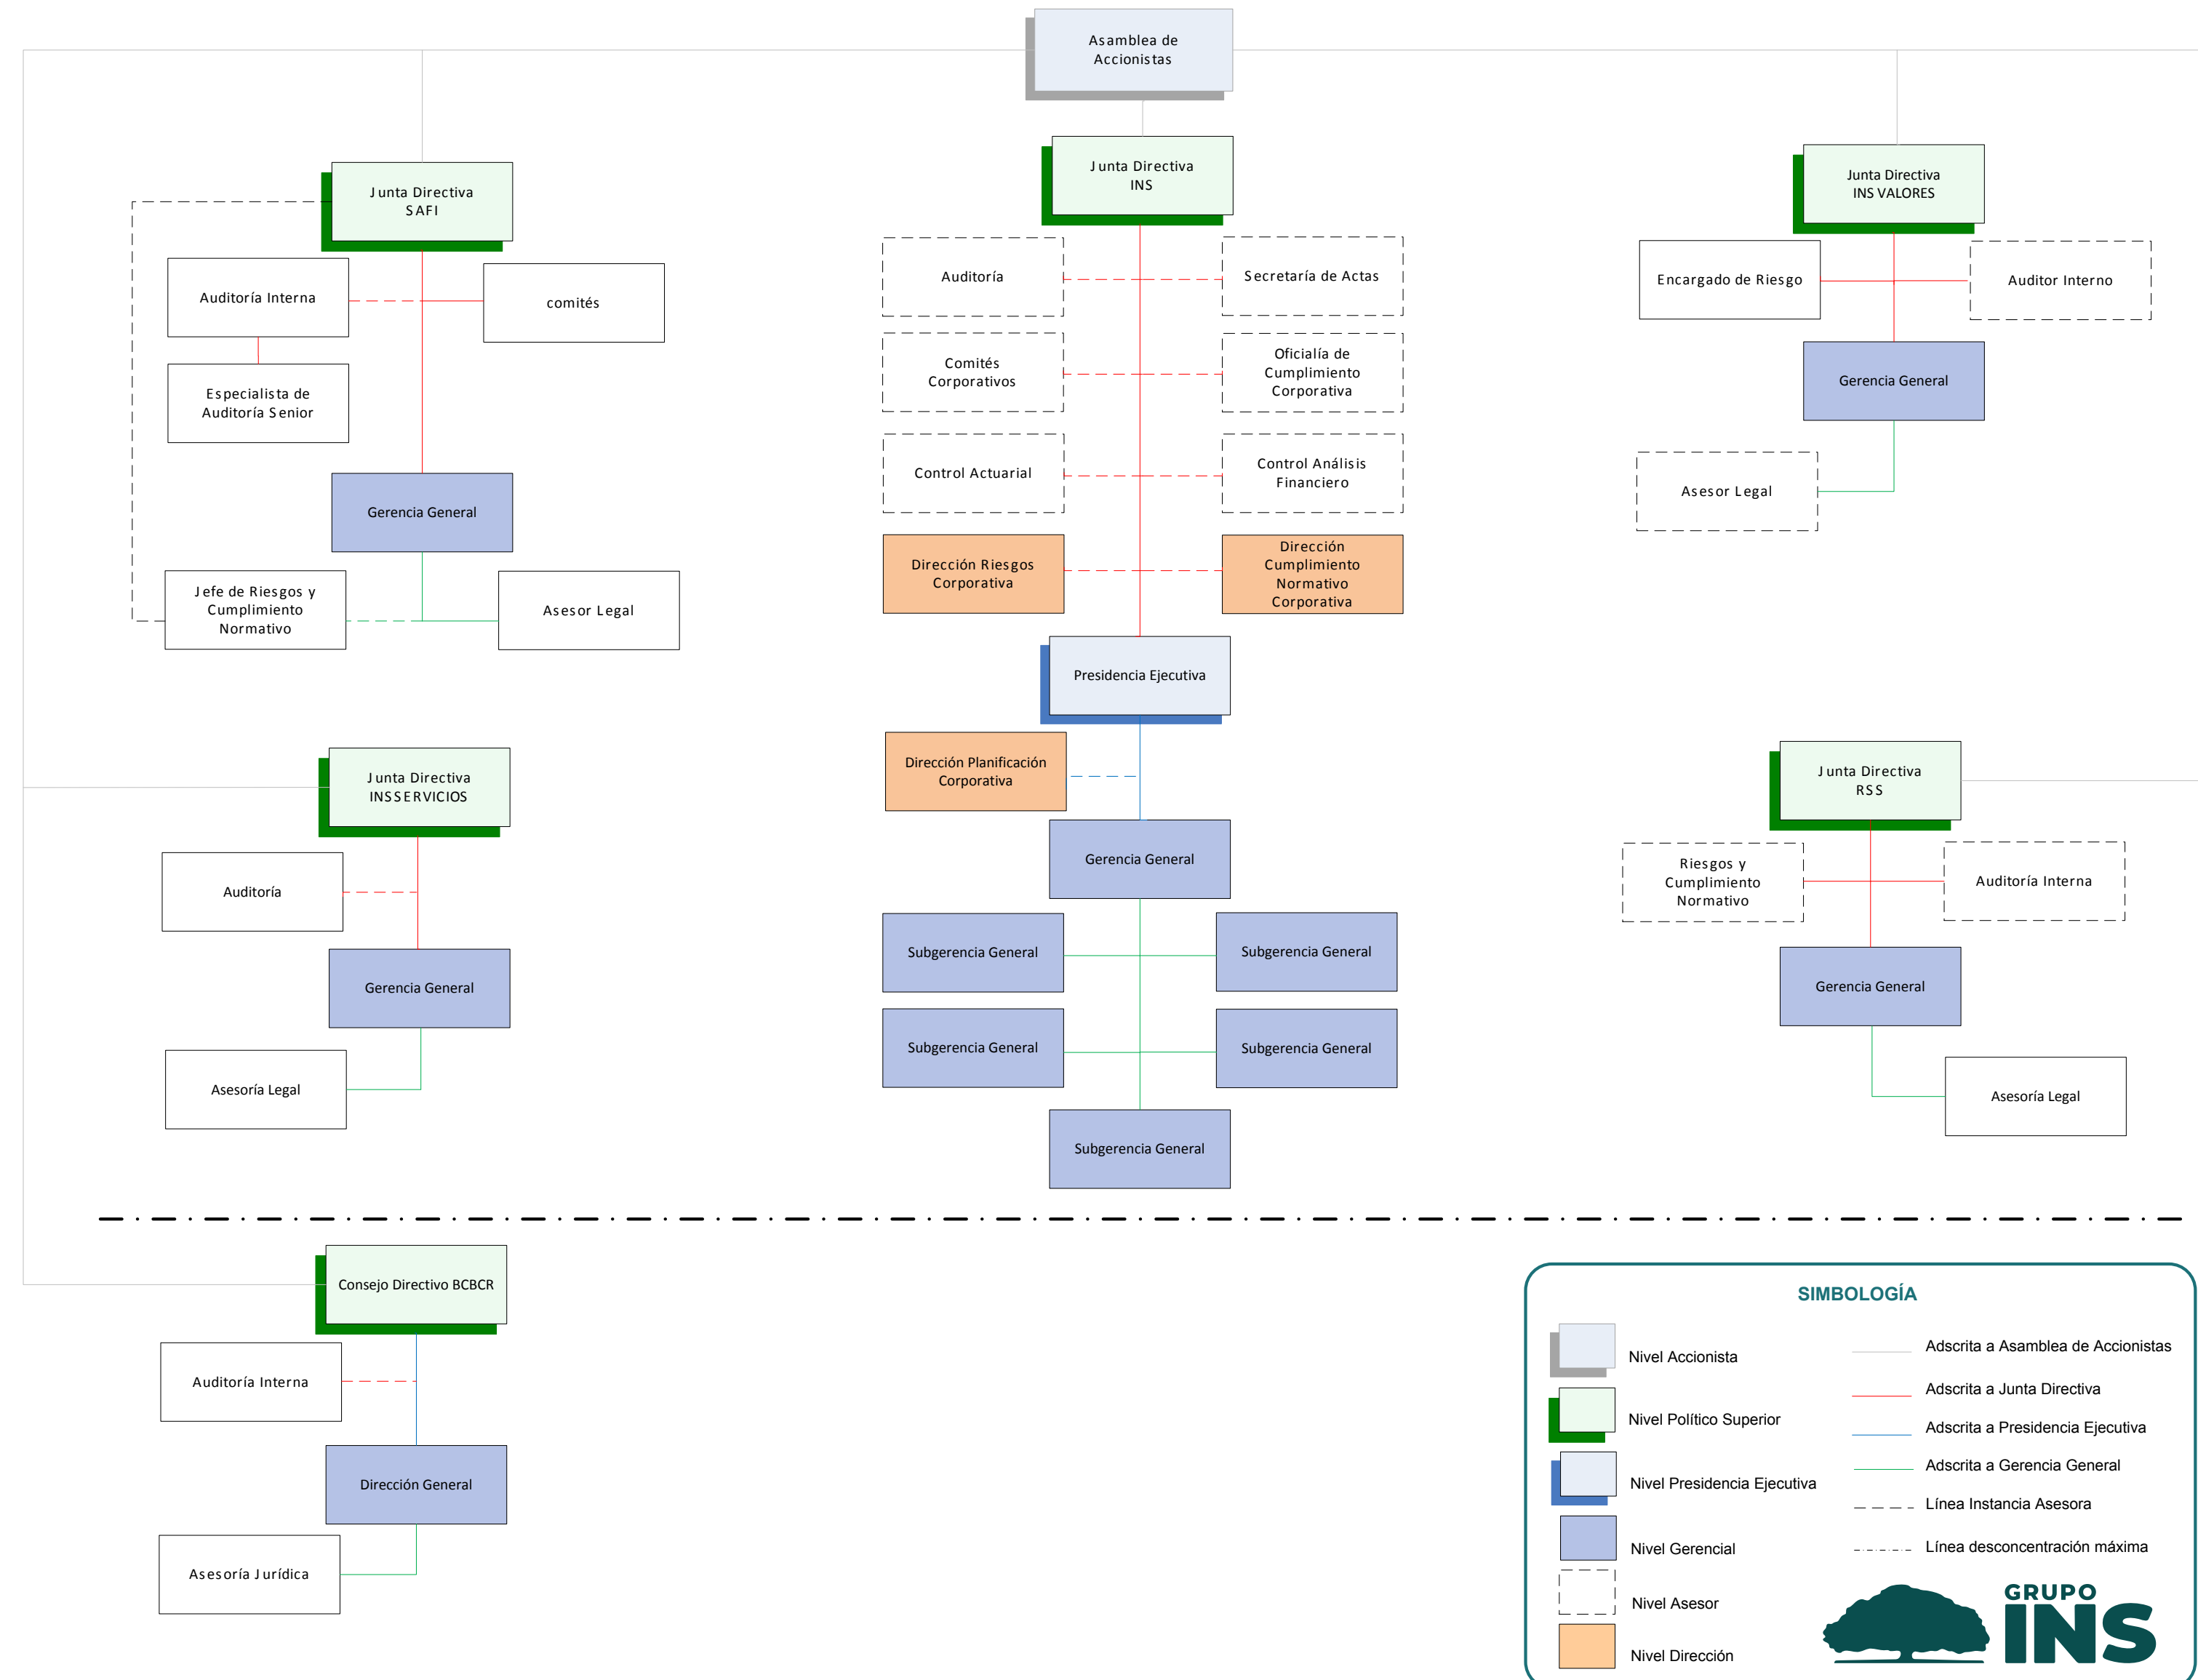 Asamblea de
Accionistas
Junta Directiva
SAFI
Auditoría Interna
comités
Especialista de
Auditoría Senior
Gerencia General
Jefe de Riesgos y
Cumplimiento
Normativo
Asesor Legal
Junta Directiva
INS
Auditoría
Secretaría de Actas
Comités
Corporativos
Oficialía de
Cumplimiento
Corporativa
Control Actuarial
Control Análisis
Financiero
Dirección Riesgos
Corporativa
Dirección
Cumplimiento
Normativo
Corporativa
Presidencia Ejecutiva
Dirección Planificación
Corporativa
Gerencia General
Subgerencia General
Subgerencia General
Subgerencia General
Subgerencia General
Subgerencia General
Junta Directiva
INS VALORES
Encargado de Riesgo
Auditor Interno
Gerencia General
Asesor Legal
Junta Directiva
INSSERVICIOS
Auditoría
Gerencia General
Asesoría Legal
Junta Directiva
RSS
Riesgos y
Cumplimiento
Normativo
Auditoría Interna
Gerencia General
Asesoría Legal
Consejo Directivo BCBCR
Auditoría Interna
Dirección General
Asesoría Jurídica
SIMBOLOGÍA
Nivel Accionista
Nivel Político Superior
Nivel Presidencia Ejecutiva
Nivel Gerencial
Nivel Asesor
Nivel Dirección
Adscrita a Asamblea de Accionistas
Adscrita a Junta Directiva
Adscrita a Presidencia Ejecutiva
Adscrita a Gerencia General
Línea Instancia Asesora
Línea desconcentración máxima
GRUPO
INS